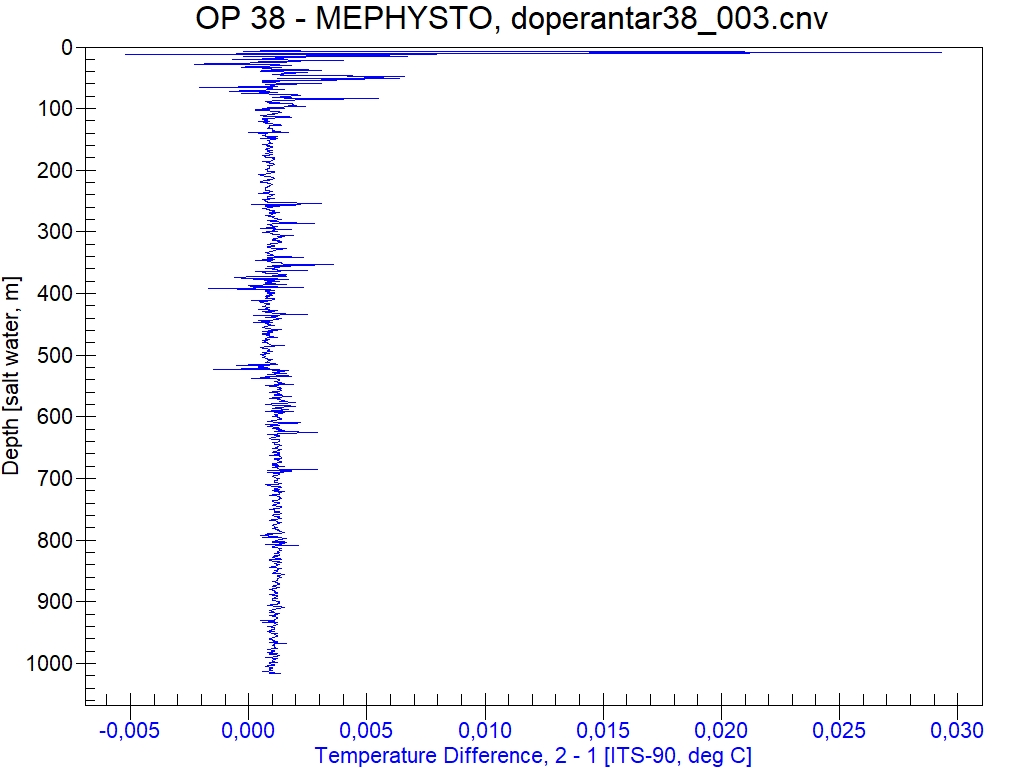 OP 38 - MEPHYSTO, doperantar38_003.cnv
0
100
200
300
400
500
600
700
800
900
1000
Depth [salt water, m]
-0,005 0,000 0,005 0,010 0,015 0,020 0,025 0,030
Temperature Difference, 2 - 1 [ITS-90, deg C]